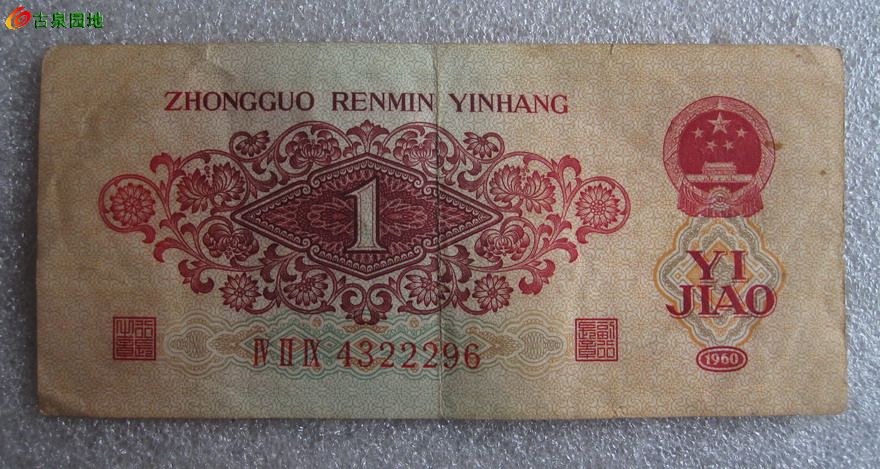 古泉园地
ZHONGGUO RENMIN YINHANG
1
YI
JIAO
IV II IX 4322296
1960